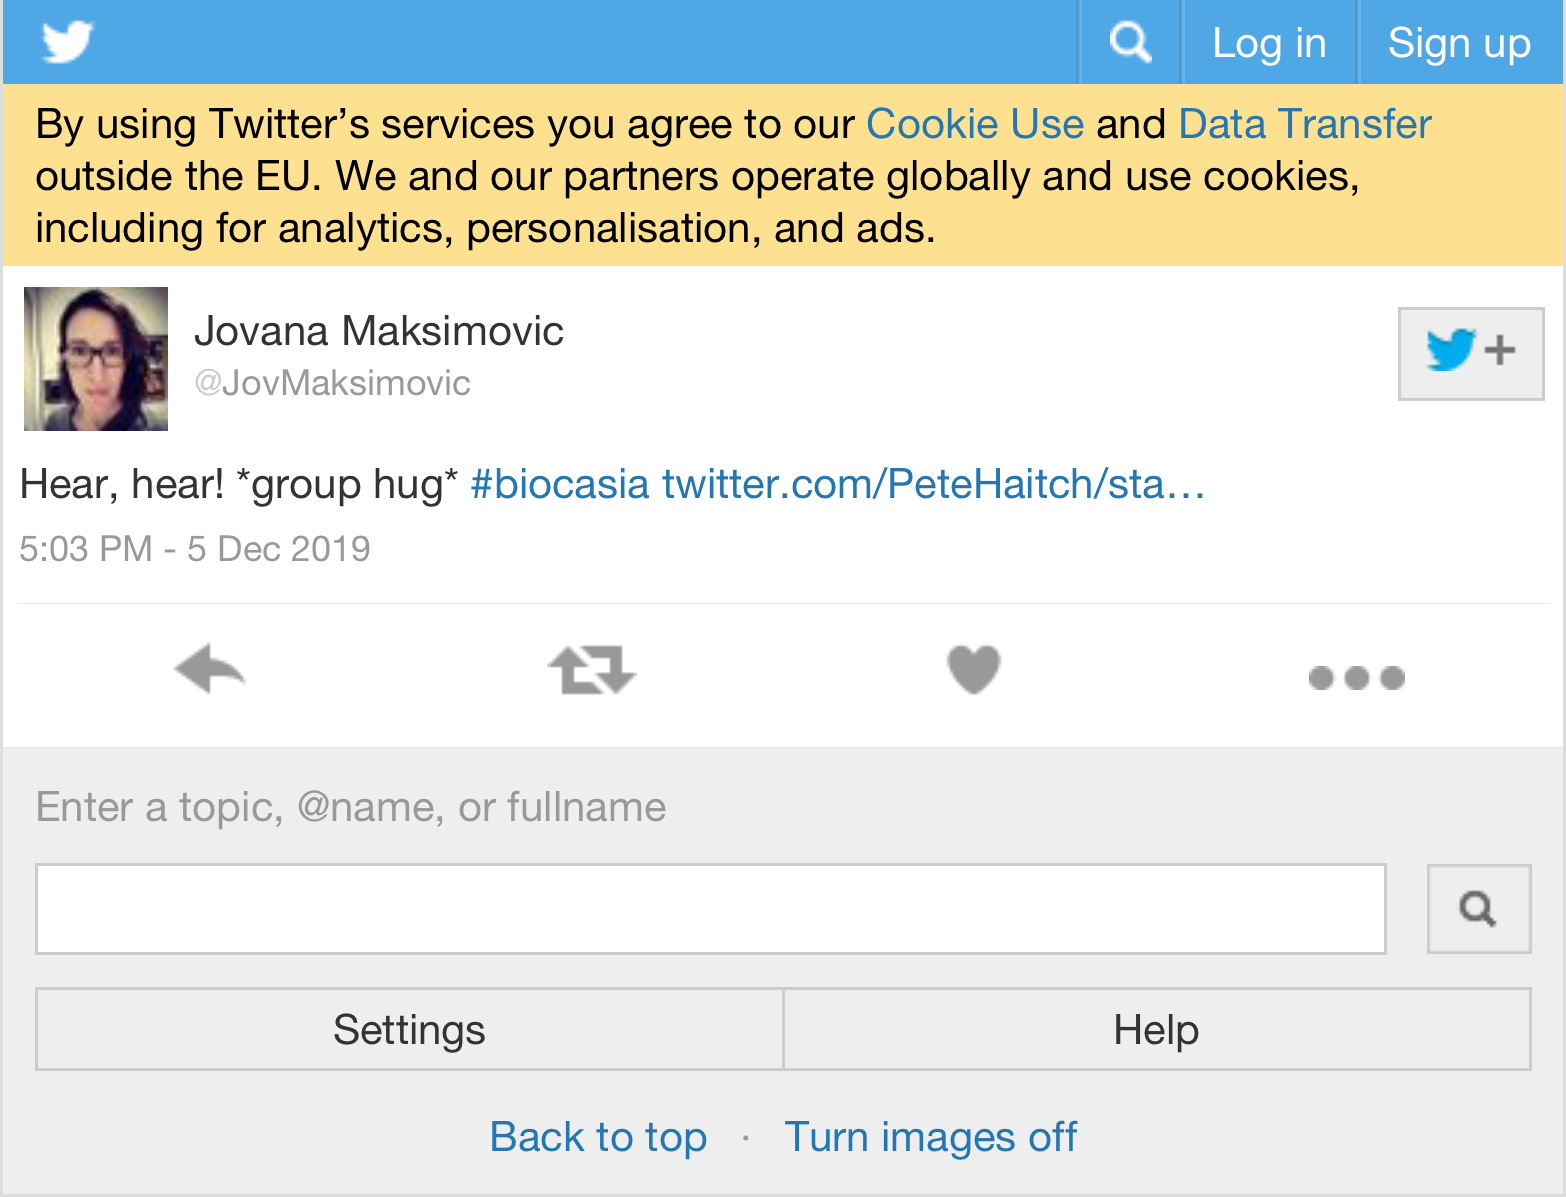 Log in
Sign up
By using Twitter’s services you agree to our Cookie Use and Data Transfer
outside the EU. We and our partners operate globally and use cookies,
including for analytics, personalisation, and ads.
Jovana Maksimovic
@JovMaksimovic
Hear, hear! *group hug* #biocasia twitter.com/PeteHaitch/sta…
5:03 PM - 5 Dec 2019
Enter a topic, @name, or fullname
Settings
Help
Back to top · Turn images off